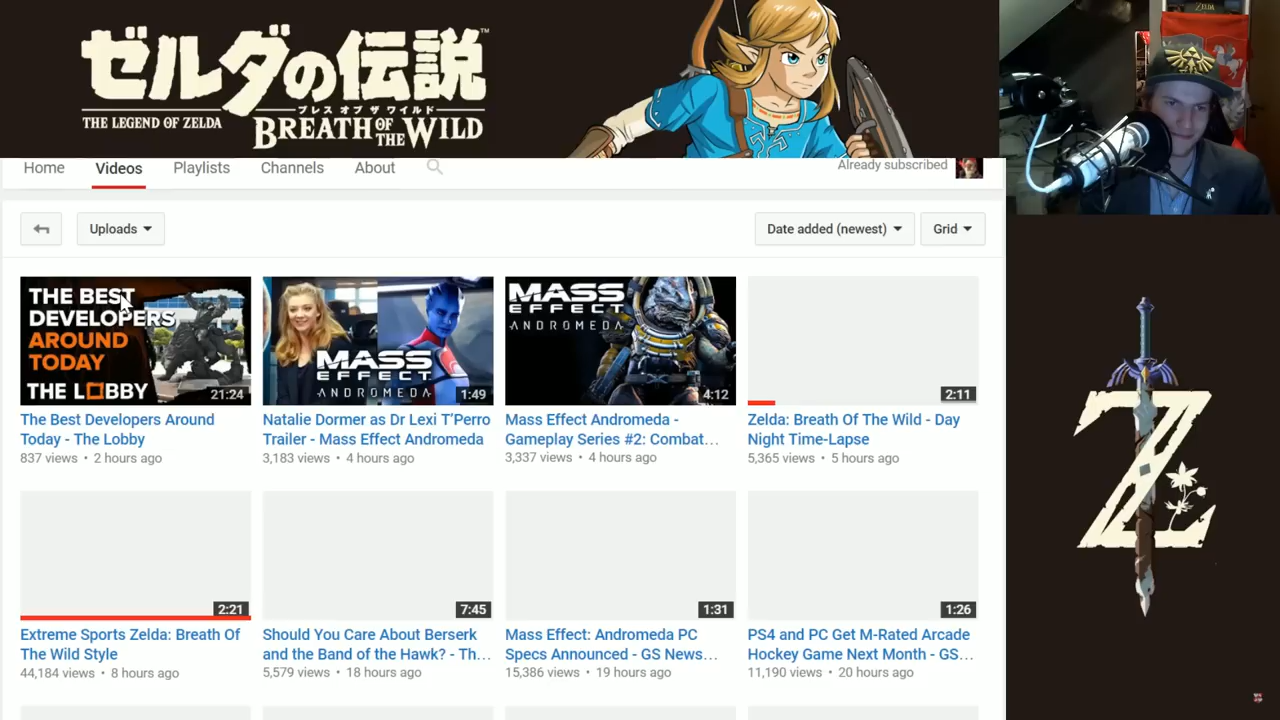 ゼルダの伝説™
ブレス オブ ザ ワイルド
THE LEGEND OF ZELDA
BREATH OF THE WILD
Home Videos Playlists Channels About Already subscribed
Uploads Date added (newest) Grid
THE BEST
DEVELOPERS
AROUND
TODAY
THE LOBBY
21:24
MASS
EFFECT
ANDROMEDA
1:49
MASS
EFFECT
ANDROMEDA
4:12
2:11
The Best Developers Around
Today - The Lobby
837 views • 2 hours ago
Natalie Dormer as Dr Lexi T'Perro
Trailer - Mass Effect Andromeda
3,183 views • 4 hours ago
Mass Effect Andromeda -
Gameplay Series #2: Combat...
3,337 views • 4 hours ago
Zelda: Breath Of The Wild - Day
Night Time-Lapse
5,365 views • 5 hours ago
2:21
7:45
1:31
1:26
Extreme Sports Zelda: Breath Of
The Wild Style
44,184 views • 8 hours ago
Should You Care About Berserk
and the Band of the Hawk? - Th...
5,579 views • 18 hours ago
Mass Effect: Andromeda PC
Specs Announced - GS News...
15,386 views • 19 hours ago
PS4 and PC Get M-Rated Arcade
Hockey Game Next Month - GS...
11,190 views • 20 hours ago
Z